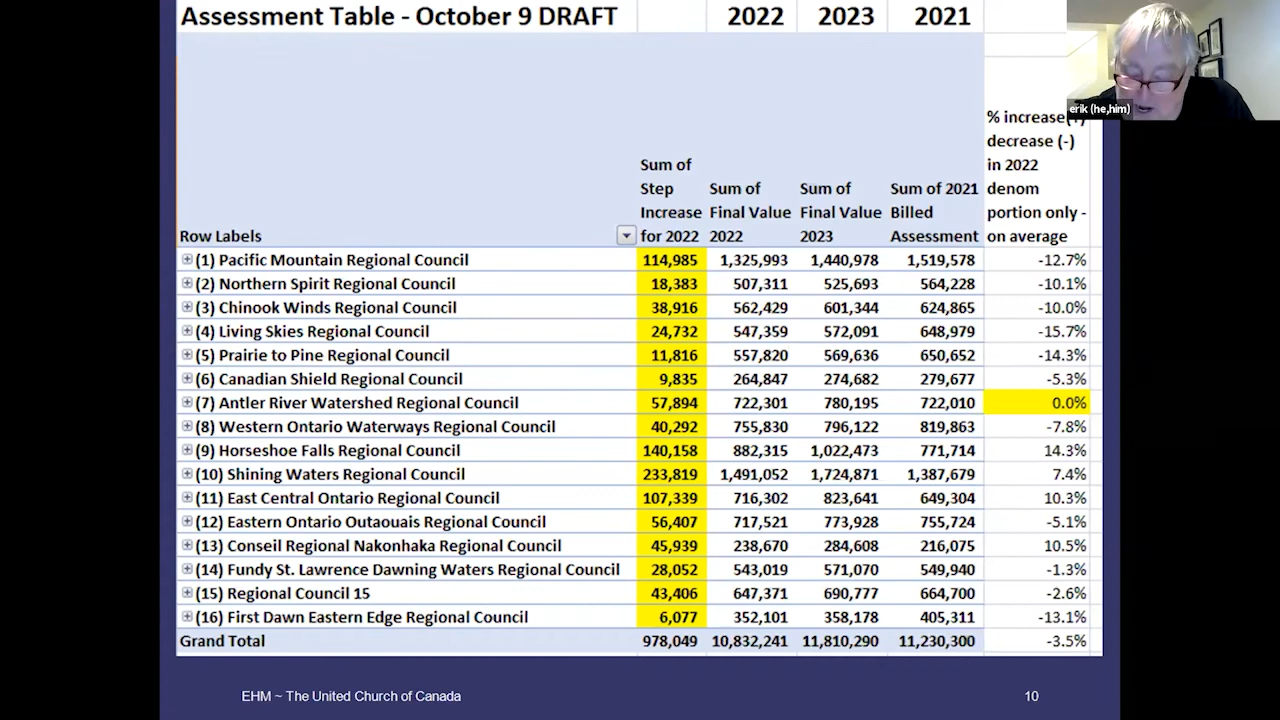 Assessment Table - October 9 DRAFT 2022 2023 2021
erik (he,him)
% increase(+)
decrease (-)
in 2022
denom
portion only -
on average
Sum of
Step
Increase
for 2022
Sum of
Final Value
2022
Sum of
Final Value
2023
Sum of 2021
Billed
Assessment
Row Labels
(1) Pacific Mountain Regional Council 114,985 1,325,993 1,440,978 1,519,578 -12.7%
(2) Northern Spirit Regional Council 18,383 507,311 525,693 564,228 -10.1%
(3) Chinook Winds Regional Council 38,916 562,429 601,344 624,865 -10.0%
(4) Living Skies Regional Council 24,732 547,359 572,091 648,979 -15.7%
(5) Prairie to Pine Regional Council 11,816 557,820 569,636 650,652 -14.3%
(6) Canadian Shield Regional Council 9,835 264,847 274,682 279,677 -5.3%
(7) Antler River Watershed Regional Council 57,894 722,301 780,195 722,010 0.0%
(8) Western Ontario Waterways Regional Council 40,292 755,830 796,122 819,863 -7.8%
(9) Horseshoe Falls Regional Council 140,158 882,315 1,022,473 771,714 14.3%
(10) Shining Waters Regional Council 233,819 1,491,052 1,724,871 1,387,679 7.4%
(11) East Central Ontario Regional Council 107,339 716,302 823,641 649,304 10.3%
(12) Eastern Ontario Outaouais Regional Council 56,407 717,521 773,928 755,724 -5.1%
(13) Conseil Regional Nakonhaka Regional Council 45,939 238,670 284,608 216,075 10.5%
(14) Fundy St. Lawrence Dawning Waters Regional Council 28,052 543,019 571,070 549,940 -1.3%
(15) Regional Council 15 43,406 647,371 690,777 664,700 -2.6%
(16) First Dawn Eastern Edge Regional Council 6,077 352,101 358,178 405,311 -13.1%
Grand Total 978,049 10,832,241 11,810,290 11,230,300 -3.5%
EHM ~ The United Church of Canada 10